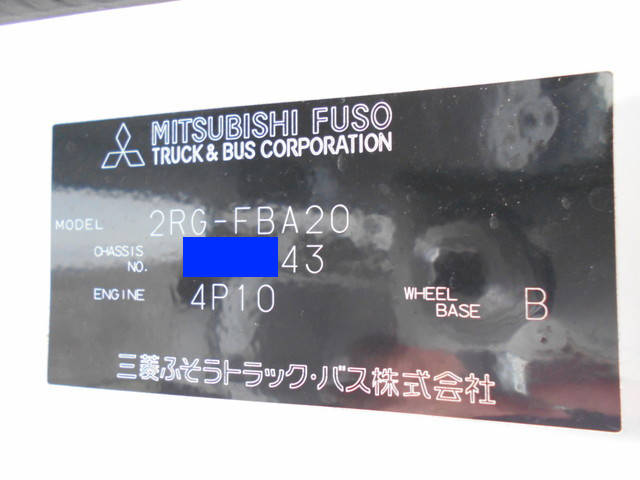 MITSUBISHI FUSO
TRUCK & BUS CORPORATION
MODEL 2RG-FBA20
CHASSIS NO. 43
ENGINE 4P10
WHEEL BASE B
三菱ふそうトラック・バス株式会社